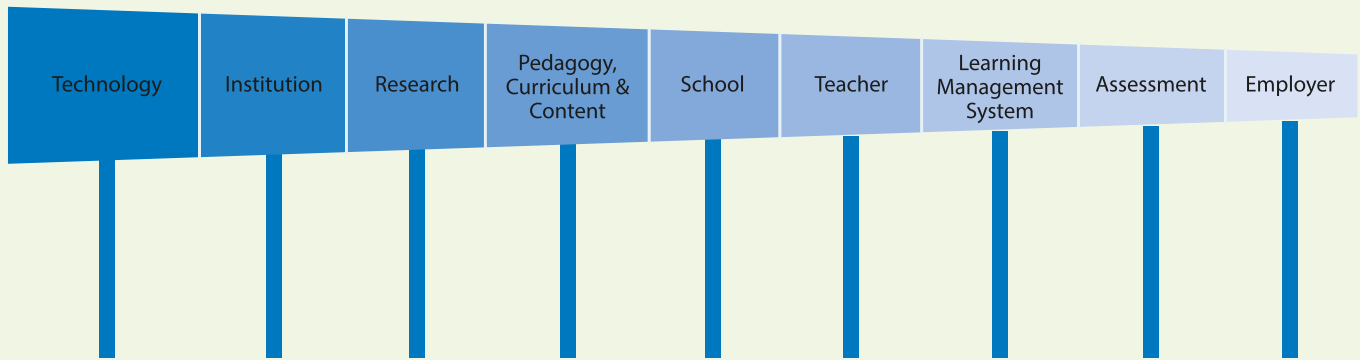 Technology
Institution
Research
Pedagogy,
Curriculum &
Content
School
Teacher
Learning
Management
System
Assessment
Employer